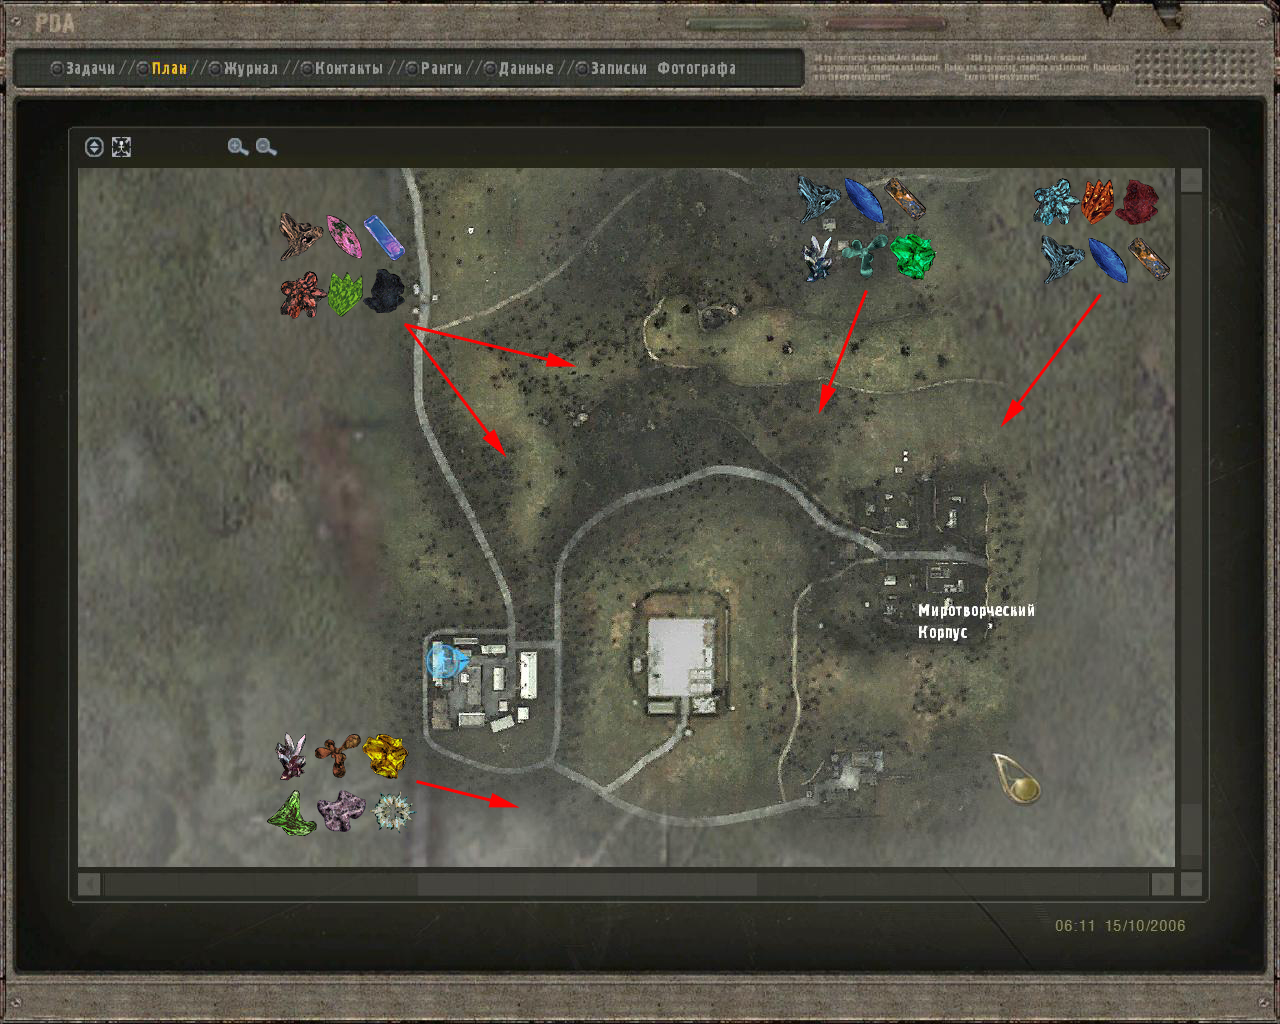 PDA
Задачи // План // Журнал // Контакты // Ранги // Данные // Записки Фотографа
Миротворческий
Корпус
06:11 15/10/2006